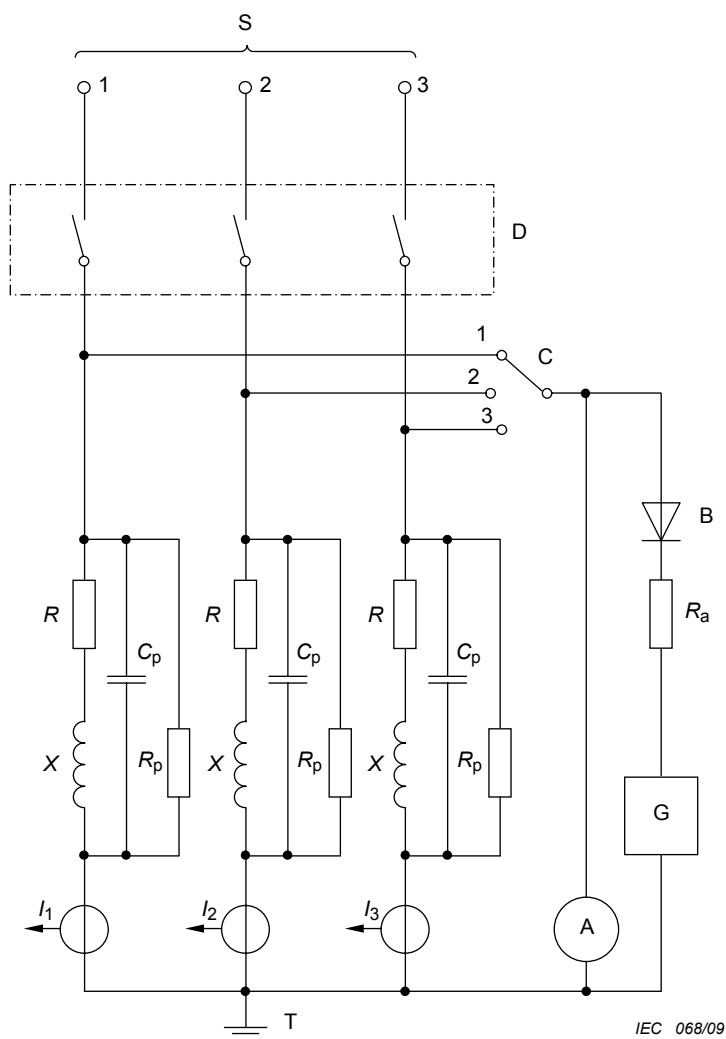 S
1 2 3
D
1
C
2
3
B
R R R Ra
Cp Cp Cp
X Rp X Rp X Rp
G
I1 I2 I3 A
T
IEC 068/09